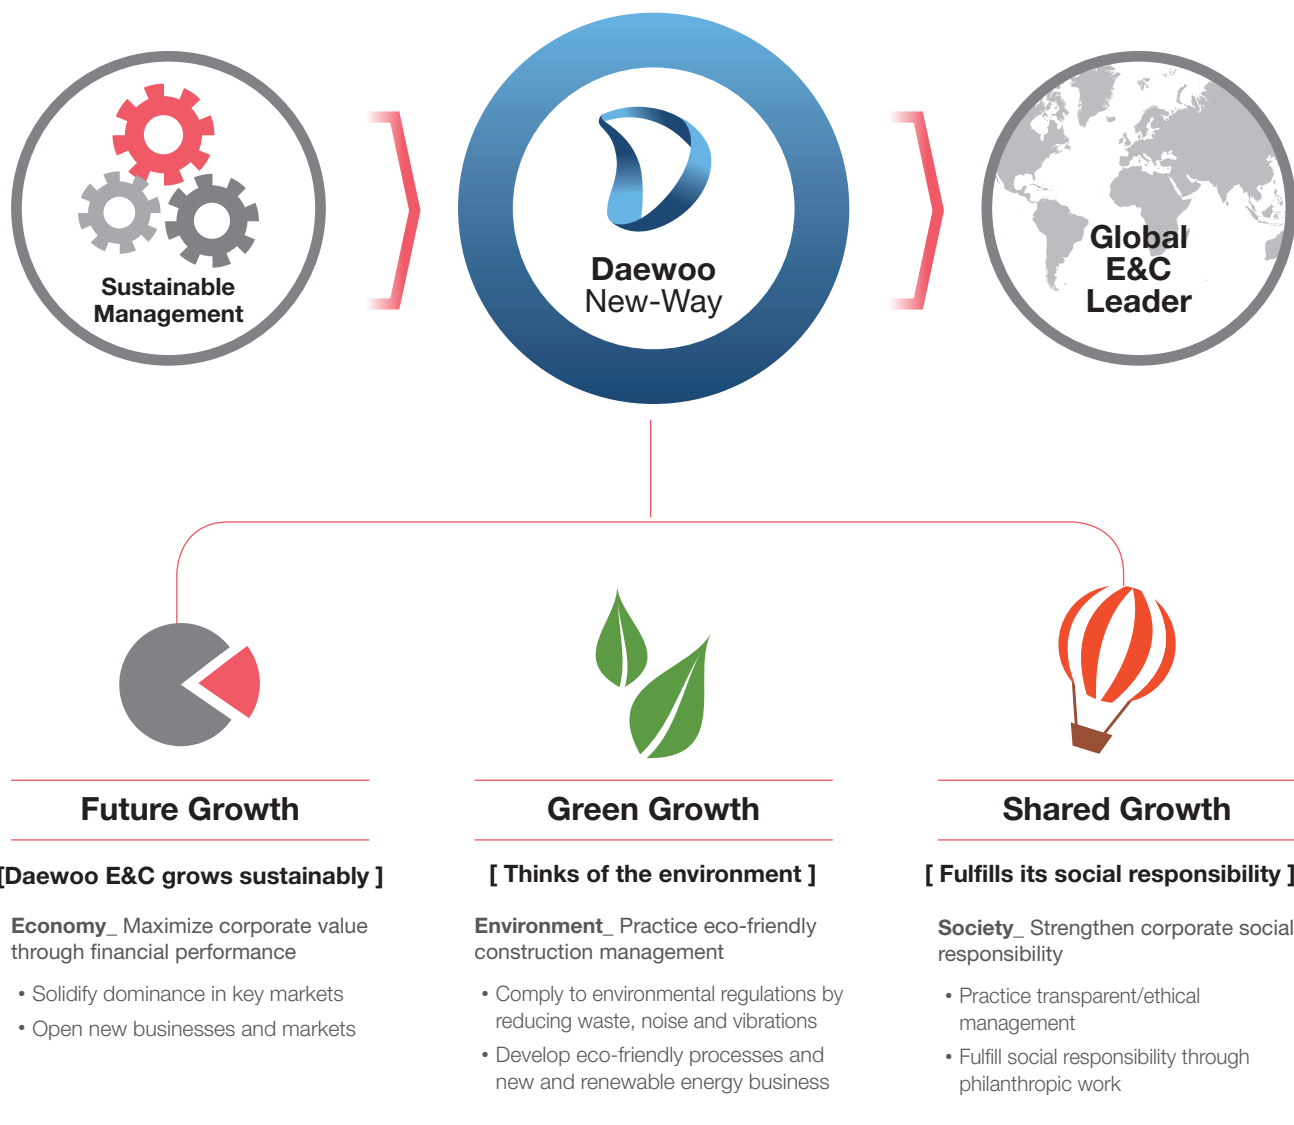 Sustainable
Management
Daewoo
New-Way
Global
E&C
Leader
Future Growth
[Daewoo E&C grows sustainably ]
Economy_ Maximize corporate value
through financial performance
• Solidify dominance in key markets
• Open new businesses and markets
Green Growth
[ Thinks of the environment ]
Environment_ Practice eco-friendly
construction management
• Comply to environmental regulations by
reducing waste, noise and vibrations
• Develop eco-friendly processes and
new and renewable energy business
Shared Growth
[ Fulfills its social responsibility ]
Society_ Strengthen corporate social
responsibility
• Practice transparent/ethical
management
• Fulfill social responsibility through
philanthropic work